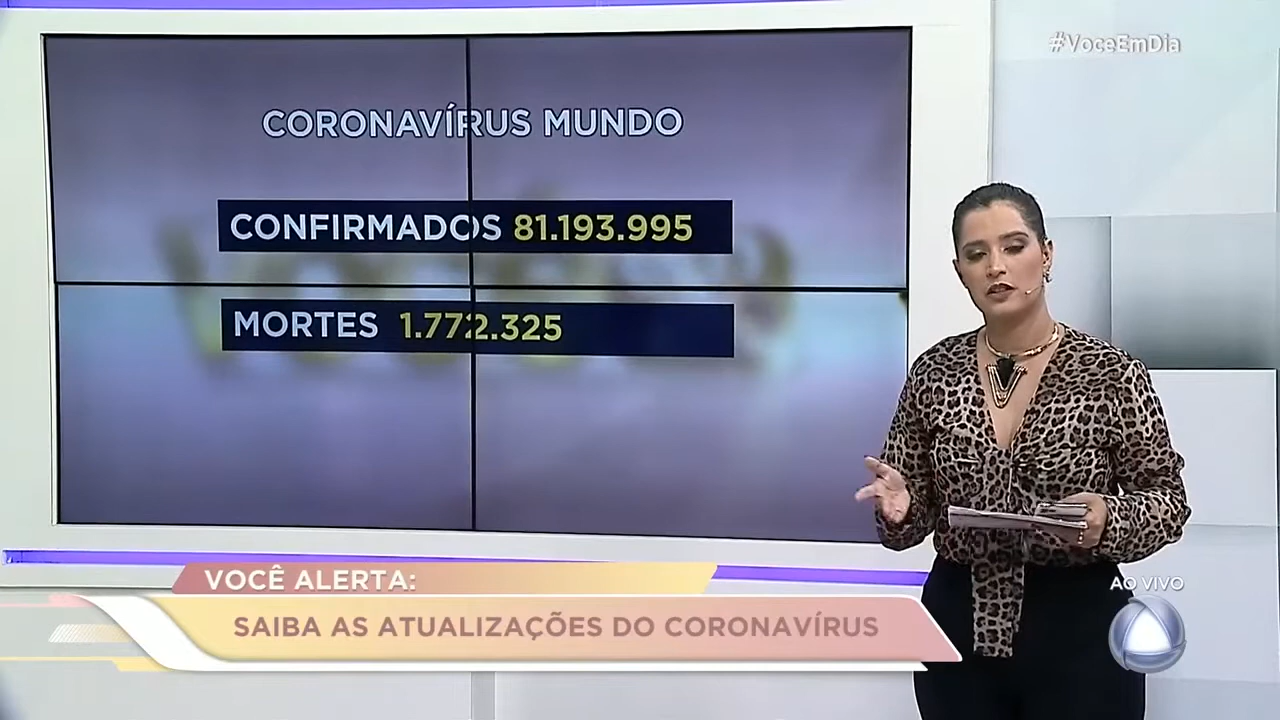 #VoceEmDia
CORONAVÍRUS MUNDO
CONFIRMADOS 81.193.995
MORTES 1.772.325
VOCÊ ALERTA:
SAIBA AS ATUALIZAÇÕES DO CORONAVÍRUS
AO VIVO